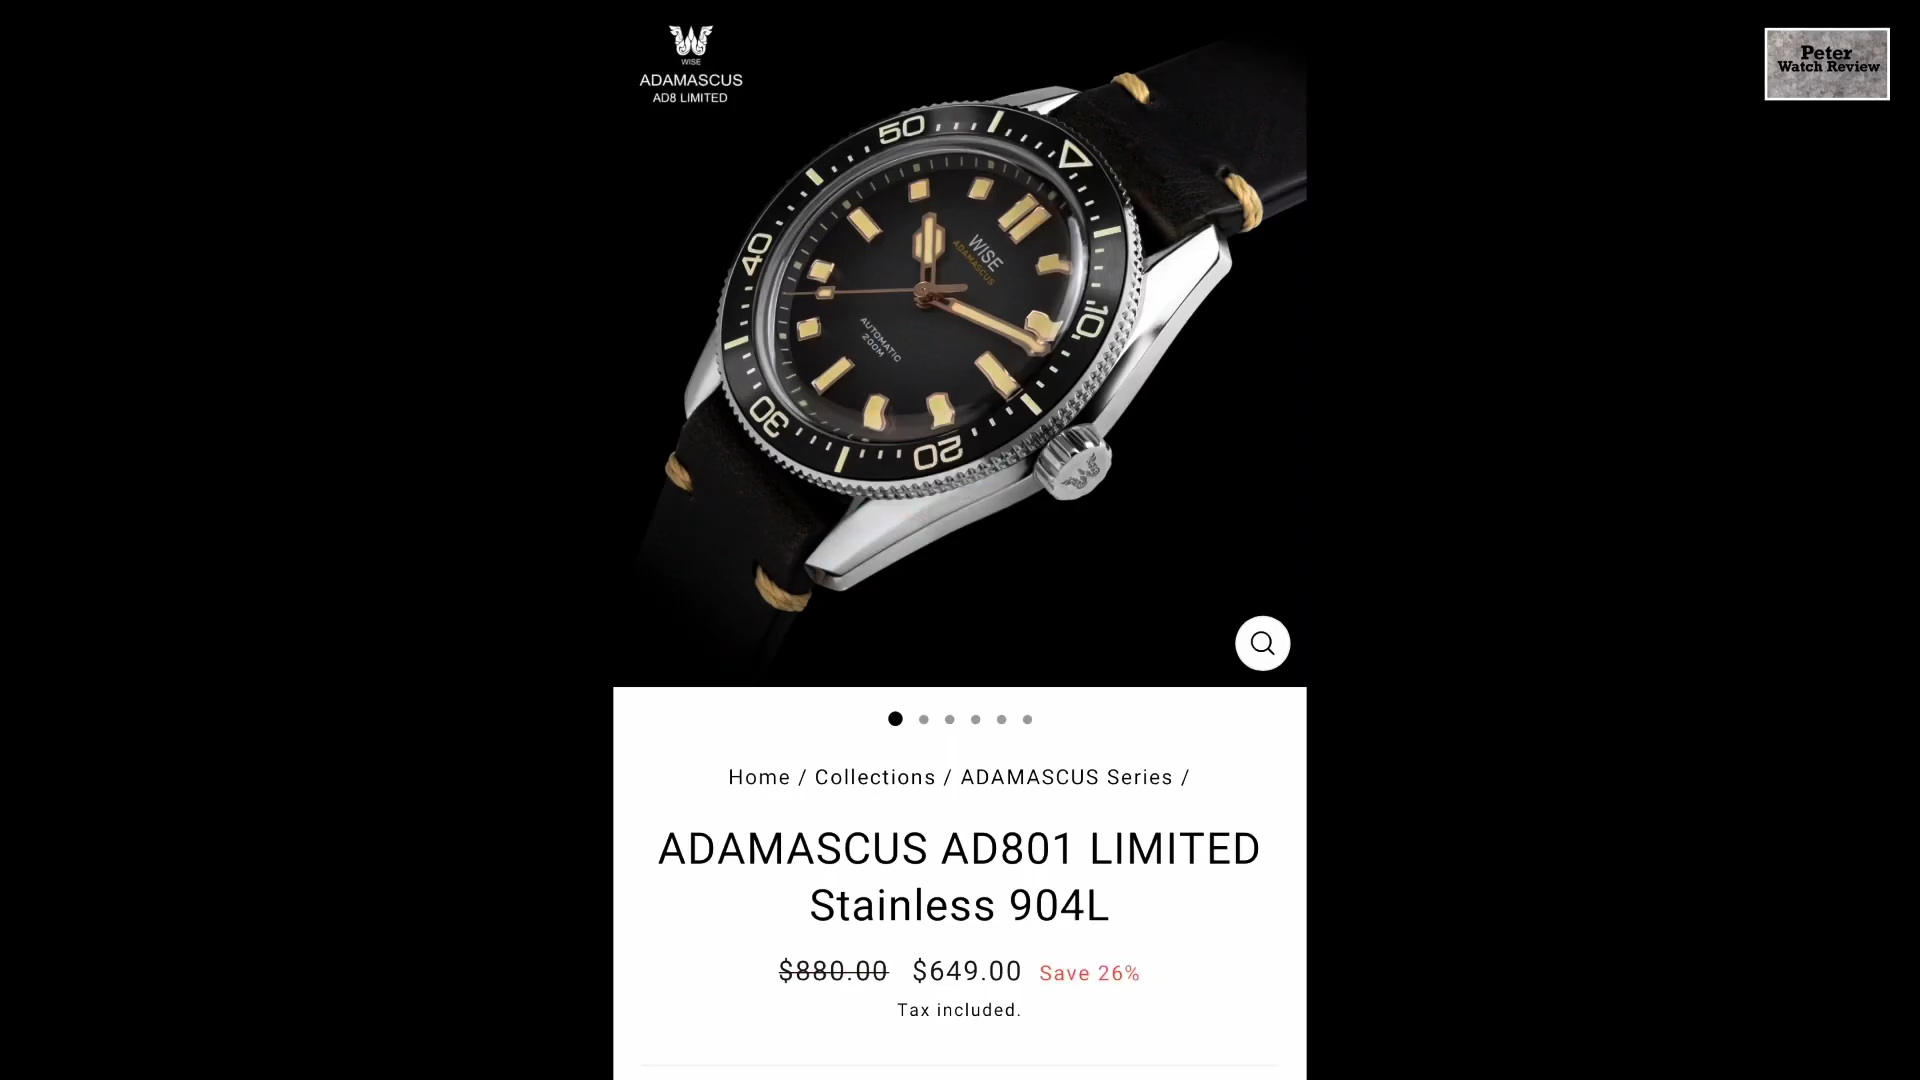 WISE
ADAMASCUS
AD8 LIMITED
Peter
Watch Review
50
40
30
20
10
WISE
ADAMASCUS
AUTOMATIC
200M
Home / Collections / ADAMASCUS Series /
ADAMASCUS AD801 LIMITED
Stainless 904L
$880.00 $649.00 Save 26%
Tax included.